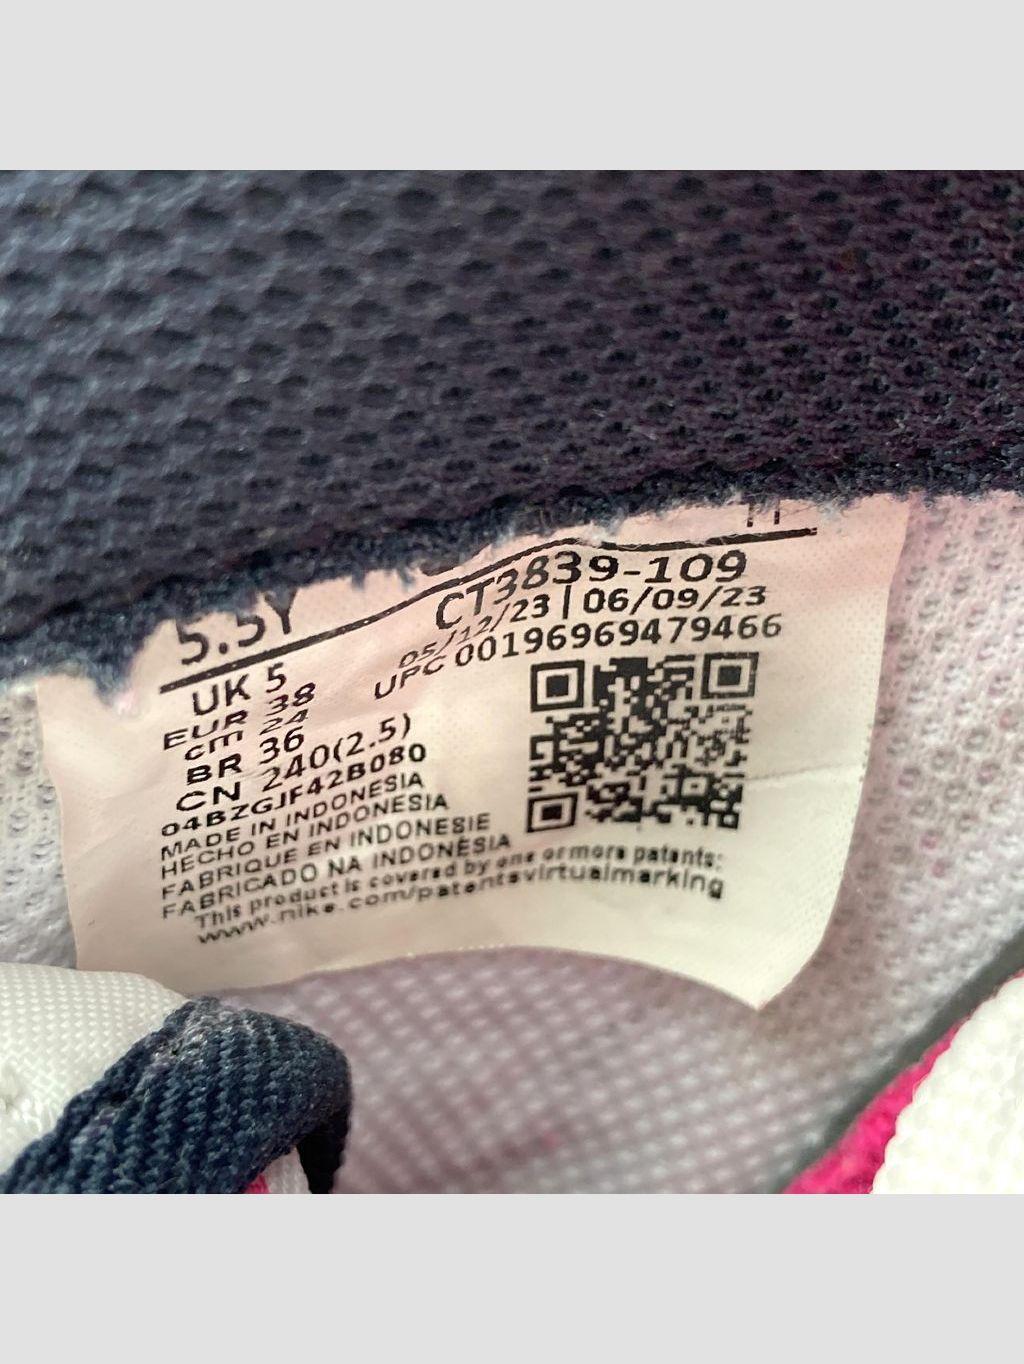 5.5Y
CT3839-109
05/12/23 | 06/09/23
UPC 00196969479466
UK 5
EUR 38
cm 24
BR 36
CN 240(2.5)
04BZGJF42B080
MADE IN INDONESIA
HECHO EN INDONESIA
FABRIQUE EN INDONESIE
FABRICADO NA INDONÉSIA
This product is covered by one or more patents:
www.nike.com/patentsvirtualmarking